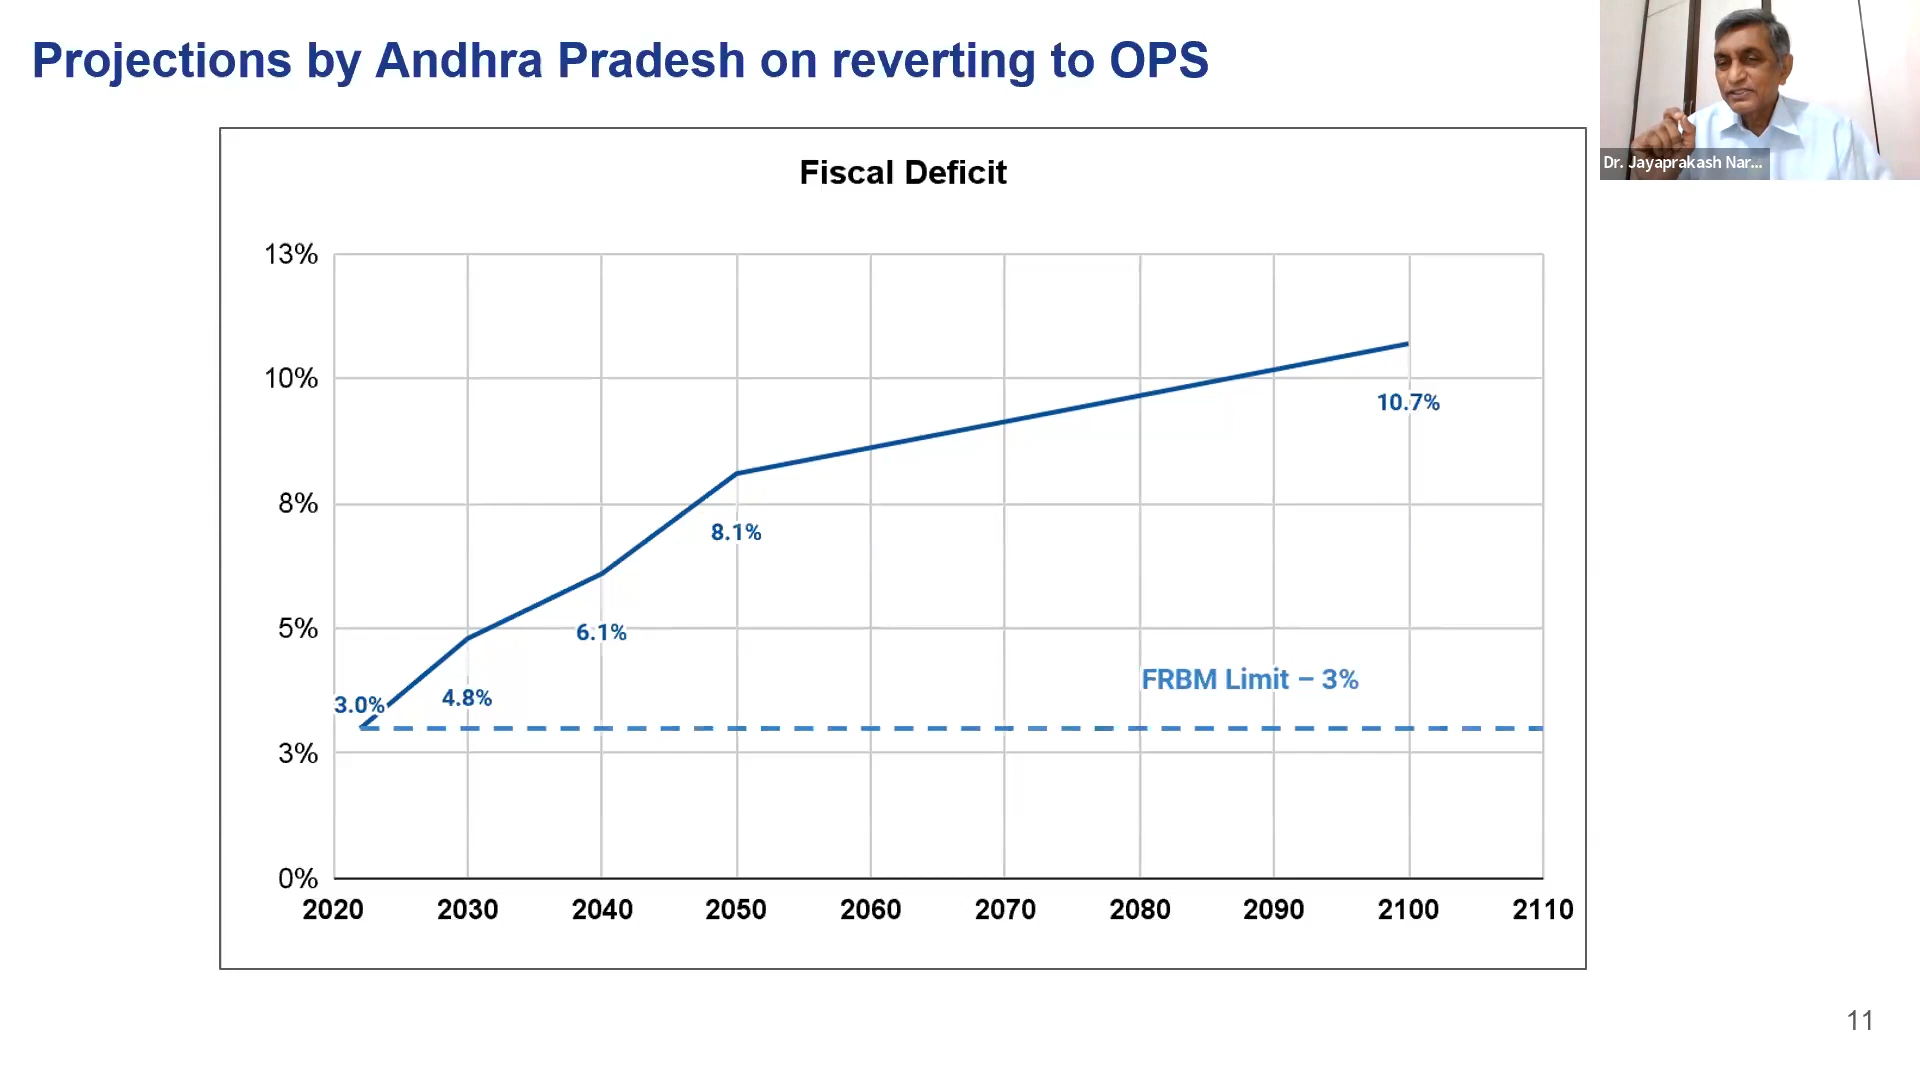 Projections by Andhra Pradesh on reverting to OPS
Dr. Jayaprakash Nar...
Fiscal Deficit
13%
10%
8%
5%
3%
0%
3.0%
4.8%
6.1%
8.1%
10.7%
FRBM Limit – 3%
2020 2030 2040 2050 2060 2070 2080 2090 2100 2110
11